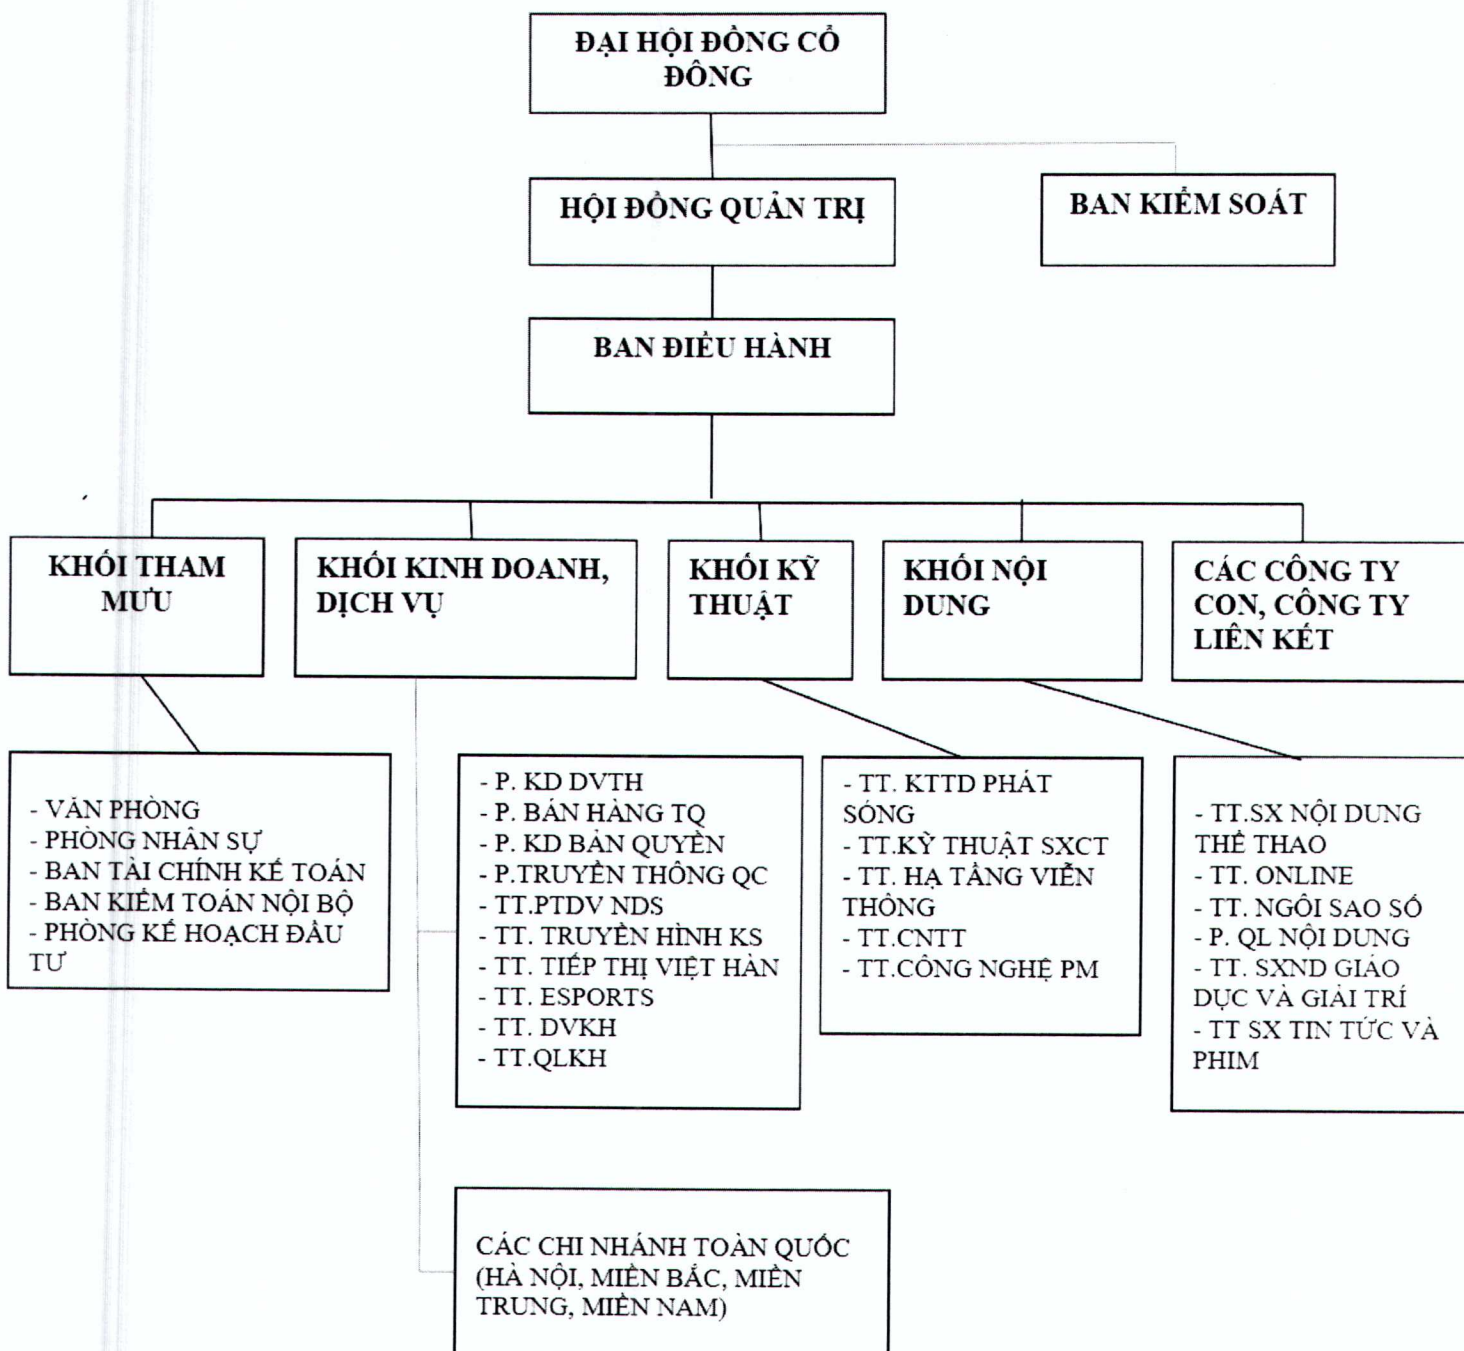 ĐẠI HỘI ĐỒNG CỔ
ĐÔNG
HỘI ĐỒNG QUẢN TRỊ
BAN KIỂM SOÁT
BAN ĐIỀU HÀNH
KHỐI THAM
MƯU
KHỐI KINH DOANH,
DỊCH VỤ
KHỐI KỸ
THUẬT
KHỐI NỘI
DUNG
CÁC CÔNG TY
CON, CÔNG TY
LIÊN KẾT
- VĂN PHÒNG
- PHÒNG NHÂN SỰ
- BAN TÀI CHÍNH KẾ TOÁN
- BAN KIỂM TOÁN NỘI BỘ
- PHÒNG KẾ HOẠCH ĐẦU
TƯ
- P. KD DVTH
- P. BÁN HÀNG TQ
- P. KD BẢN QUYỀN
- P.TRUYỀN THÔNG QC
- TT.PTDV NDS
- TT. TRUYỀN HÌNH KS
- TT. TIẾP THỊ VIỆT HÀN
- TT. ESPORTS
- TT. DVKH
- TT.QLKH
- TT. KTTD PHÁT
SÓNG
- TT.KỸ THUẬT SXCT
- TT. HẠ TẦNG VIỄN
THÔNG
- TT.CNTT
- TT.CÔNG NGHỆ PM
- TT.SX NỘI DUNG
THỂ THAO
- TT. ONLINE
- TT. NGÔI SAO SỐ
- P. QL NỘI DUNG
- TT. SXND GIÁO
DỤC VÀ GIẢI TRÍ
- TT SX TIN TỨC VÀ
PHIM
CÁC CHI NHÁNH TOÀN QUỐC
(HÀ NỘI, MIỀN BẮC, MIỀN
TRUNG, MIỀN NAM)